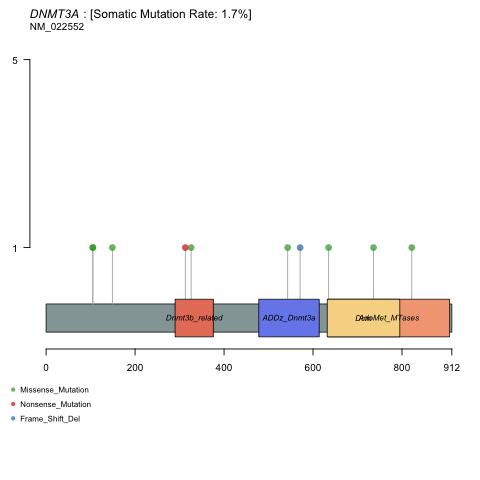 DNMT3A : [Somatic Mutation Rate: 1.7%]
NM_022552
5
1
Dnmt3b_related
ADDz_Dnmt3a
AdoMet_MTases
0
200
400
600
800
912
Missense_Mutation
Nonsense_Mutation
Frame_Shift_Del